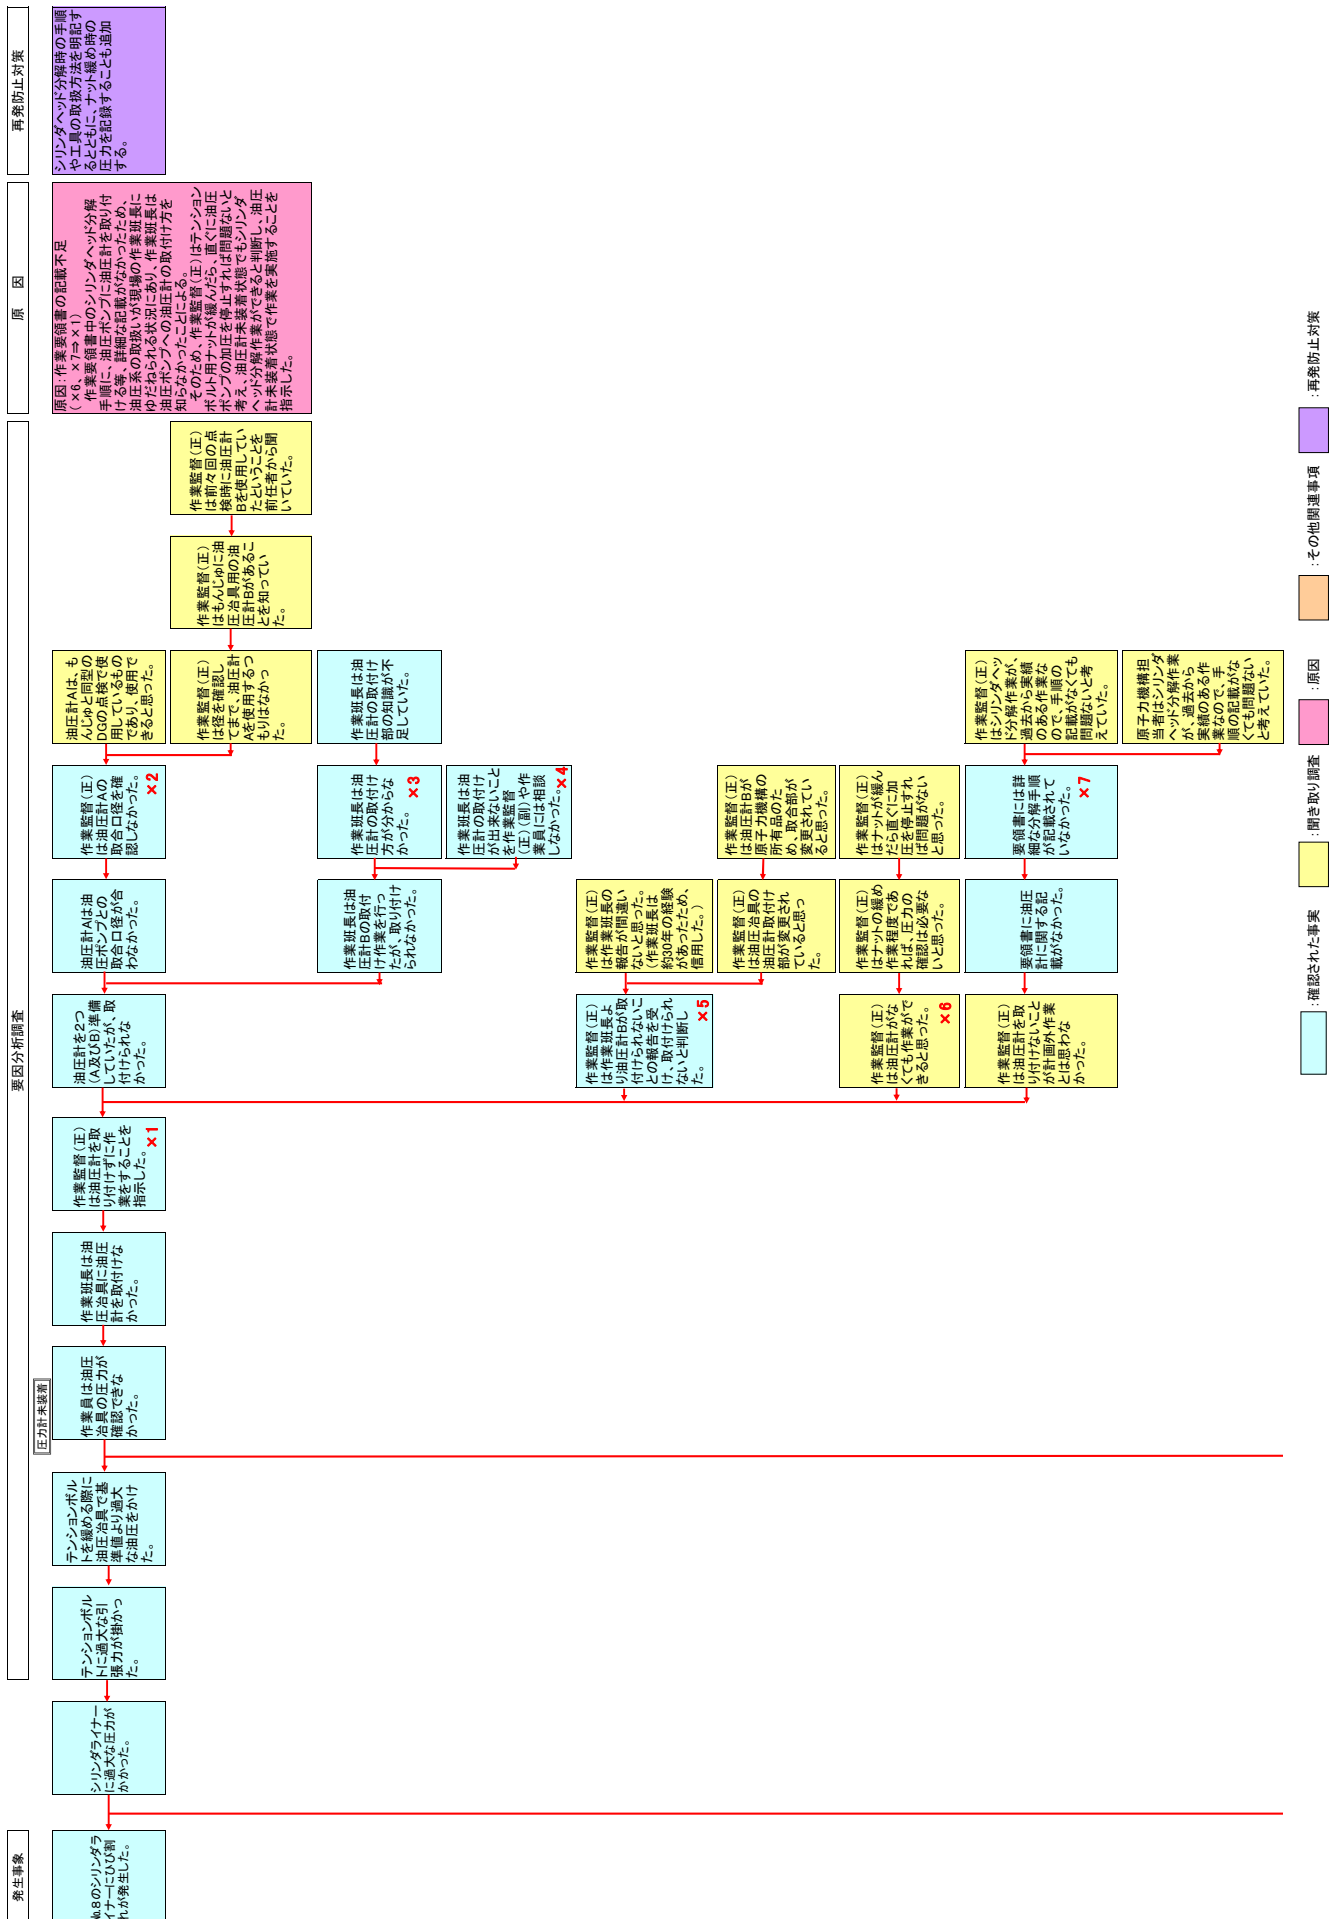 発生事象
要因分析調査
原　因
再発防止対策
№8のシリンダラ
イナーにひび割
れが発生した。
シリンダライナー
に過大な圧力が
かかった。
テンションボル
トに過大な引
張力が掛かっ
た。
テンションボル
トを緩める際に
油圧冶具で基
準値より過大
な油圧をかけ
た。
圧力計未装着
作業員は油圧
冶具の圧力が
確認できな
かった。
作業班長は油
圧冶具に油圧
計を取付けな
かった。
作業監督（正）
は油圧計を取
り付けずに作
業をすることを
指示した。
×1
油圧計を2つ
（A及びB）準備
していたが、取
付けられな
かった。
油圧計Aは油
圧ポンプとの
取合口径が合
わなかった。
作業監督（正）
は油圧計Aの
取合口径を確
認しなかった。
×2
油圧計Aは、も
んじゅと同型の
DGの点検で使
用しているもの
であり、使用で
きると思った。
作業監督（正）
は径を確認し
てまで、油圧計
Aを使用するつ
もりはなかっ
た。
作業監督（正）
はもんじゅに油
圧冶具用の油
圧計Bがあるこ
とを知ってい
た。
作業監督（正）
は前々回の点
検時に油圧計
Bを使用してい
たということを
前任者から聞
いていた。
作業班長は油
圧計Bの取付
け作業を行っ
たが、取り付け
られなかった。
作業班長は油
圧計の取付け
方が分からな
かった。
×3
作業班長は油
圧計の取付け
部の知識が不
足していた。
作業班長は油
圧計の取付け
が出来ないこと
を作業監督
（正）（副）や作
業員には相談
しなかった。
×4
作業監督（正）
は作業班長よ
り油圧計Bが取
付けられないこ
との報告を受
け、取付けられ
ないと判断し
た。
×5
作業監督（正）
は作業班長の
報告が間違い
ないと思った。
（作業班長は
約30年の経験
があったため、
信用した。）
作業監督（正）
は油圧冶具の
油圧計取付け
部が変更され
ていると思っ
た。
作業監督（正）
は油圧計Bが
原子力機構の
所有品のた
め、取合部が
変更されてい
ると思った。
作業監督（正）
は油圧計がな
くても作業がで
きると思った。
×6
作業監督（正）
はナットの緩め
作業程度であ
れば、圧力の
確認は必要な
いと思った。
作業監督（正）
はナットが緩ん
だら直ぐに加
圧を停止すれ
ば問題がない
と思った。
作業監督（正）
は油圧計を取
り付けないこと
が計画外作業
とは思わな
かった。
要領書に油圧
計に関する記
載がなかった。
要領書には詳
細な分解手順
が記載されて
いなかった。
×7
作業監督（正）
はシリンダヘッ
ド分解作業が、
過去から実績
のある作業な
ので、手順の
記載がなくても
問題ないと考
えていた。
原子力機構担
当者はシリンダ
ヘッド分解作業
が、過去から
実績のある作
業なので、手
順の記載がな
くても問題ない
と考えていた。
原因：作業要領書の記載不足
（×6、×7⇒×1）
作業要領書中のシリンダヘッド分解
手順に、油圧ポンプに油圧計を取り付
ける等、詳細な記載がなかったため、
油圧系の取扱いが現場の作業班長に
ゆだねられる状況にあり、作業班長は
油圧ポンプへの油圧計の取付け方を
知らなかったことによる。
そのため、作業監督（正）はテンション
ボルト用ナットが緩んだら、直ぐに油圧
ポンプの加圧を停止すれば問題ないと
考え、油圧計未装着状態でもシリンダ
ヘッド分解作業ができると判断し、油圧
計未装着状態で作業を実施することを
指示した。
シリンダヘッド分解時の手順
や工具の取扱方法を明記す
るとともに、ナット緩め時の
圧力を記録することも追加
する。
：確認された事実
：聞き取り調査
：原因
：その他関連事項
：再発防止対策